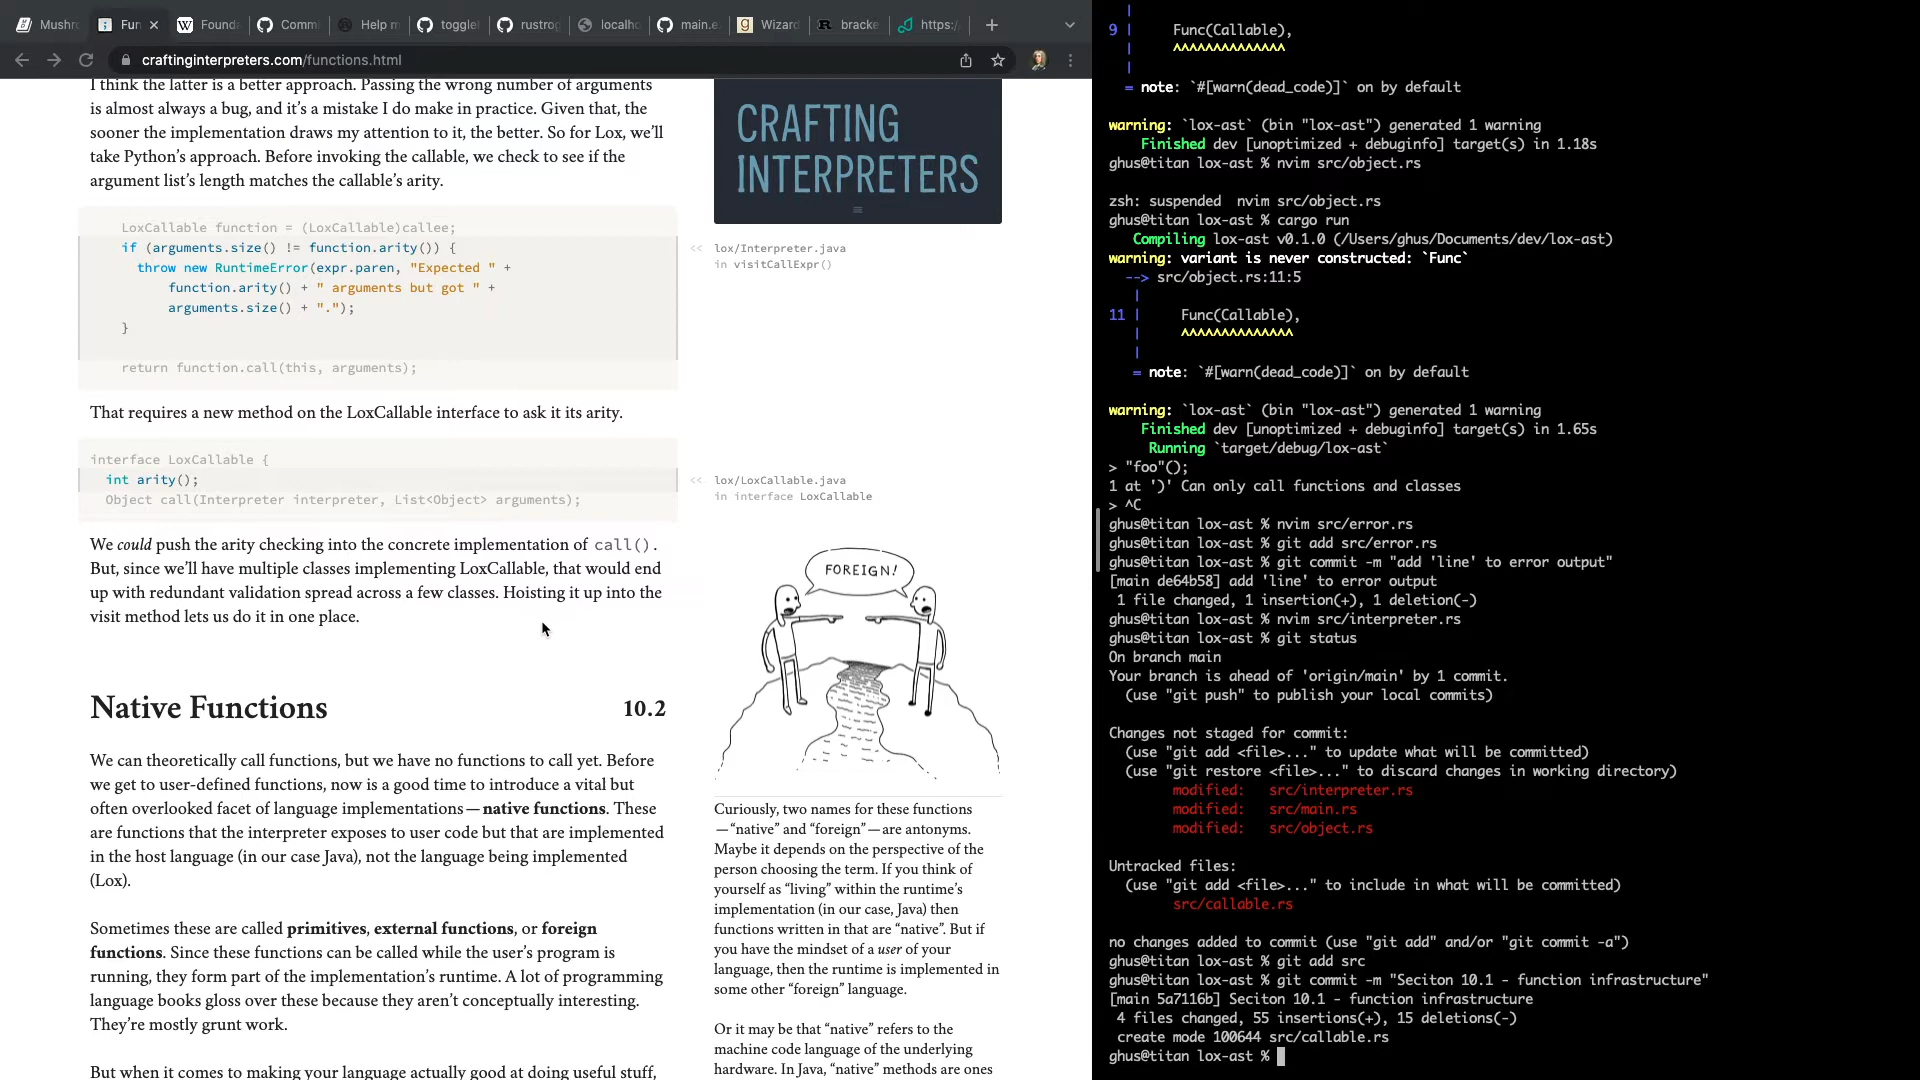 Mushro
Fun
Founda
Commi
Help m
toggle
rustro
localho
main.e
Wizard
bracke
https:/
craftinginterpreters.com/functions.html
I think the latter is a better approach. Passing the wrong number of arguments
is almost always a bug, and it’s a mistake I do make in practice. Given that, the
sooner the implementation draws my attention to it, the better. So for Lox, we’ll
take Python’s approach. Before invoking the callable, we check to see if the
argument list’s length matches the callable’s arity.
LoxCallable function = (LoxCallable)callee;
if (arguments.size() != function.arity()) {
throw new RuntimeError(expr.paren, "Expected " +
function.arity() + " arguments but got " +
arguments.size() + ".");
}
return function.call(this, arguments);
<< lox/Interpreter.java
in visitCallExpr()
That requires a new method on the LoxCallable interface to ask it its arity.
interface LoxCallable {
int arity();
Object call(Interpreter interpreter, List<Object> arguments);
<< lox/LoxCallable.java
in interface LoxCallable
We could push the arity checking into the concrete implementation of call().
But, since we’ll have multiple classes implementing LoxCallable, that would end
up with redundant validation spread across a few classes. Hoisting it up into the
visit method lets us do it in one place.
Native Functions 10.2
We can theoretically call functions, but we have no functions to call yet. Before
we get to user-defined functions, now is a good time to introduce a vital but
often overlooked facet of language implementations—native functions. These
are functions that the interpreter exposes to user code but that are implemented
in the host language (in our case Java), not the language being implemented
(Lox).
Sometimes these are called primitives, external functions, or foreign
functions. Since these functions can be called while the user’s program is
running, they form part of the implementation’s runtime. A lot of programming
language books gloss over these because they aren’t conceptually interesting.
They’re mostly grunt work.
But when it comes to making your language actually good at doing useful stuff,
CRAFTING
INTERPRETERS
FOREIGN!
Curiously, two names for these functions
—“native” and “foreign”—are antonyms.
Maybe it depends on the perspective of the
person choosing the term. If you think of
yourself as “living” within the runtime’s
implementation (in our case, Java) then
functions written in that are “native”. But if
you have the mindset of a user of your
language, then the runtime is implemented in
some other “foreign” language.
Or it may be that “native” refers to the
machine code language of the underlying
hardware. In Java, “native” methods are ones
|
9 | Func(Callable),
| ^^^^^^^^^^^^^^
|
= note: `#[warn(dead_code)]` on by default
warning: `lox-ast` (bin "lox-ast") generated 1 warning
Finished dev [unoptimized + debuginfo] target(s) in 1.18s
ghus@titan lox-ast % nvim src/object.rs
zsh: suspended  nvim src/object.rs
ghus@titan lox-ast % cargo run
Compiling lox-ast v0.1.0 (/Users/ghus/Documents/dev/lox-ast)
warning: variant is never constructed: `Func`
--> src/object.rs:11:5
|
11 | Func(Callable),
| ^^^^^^^^^^^^^^
|
= note: `#[warn(dead_code)]` on by default
warning: `lox-ast` (bin "lox-ast") generated 1 warning
Finished dev [unoptimized + debuginfo] target(s) in 1.65s
Running `target/debug/lox-ast`
> "foo"();
1 at ')' Can only call functions and classes
> ^C
ghus@titan lox-ast % nvim src/error.rs
ghus@titan lox-ast % git add src/error.rs
ghus@titan lox-ast % git commit -m "add 'line' to error output"
[main de64b58] add 'line' to error output
1 file changed, 1 insertion(+), 1 deletion(-)
ghus@titan lox-ast % nvim src/interpreter.rs
ghus@titan lox-ast % git status
On branch main
Your branch is ahead of 'origin/main' by 1 commit.
(use "git push" to publish your local commits)
Changes not staged for commit:
(use "git add <file>..." to update what will be committed)
(use "git restore <file>..." to discard changes in working directory)
modified:   src/interpreter.rs
modified:   src/main.rs
modified:   src/object.rs
Untracked files:
(use "git add <file>..." to include in what will be committed)
src/callable.rs
no changes added to commit (use "git add" and/or "git commit -a")
ghus@titan lox-ast % git add src
ghus@titan lox-ast % git commit -m "Seciton 10.1 - function infrastructure"
[main 5a7116b] Seciton 10.1 - function infrastructure
4 files changed, 55 insertions(+), 15 deletions(-)
create mode 100644 src/callable.rs
ghus@titan lox-ast %